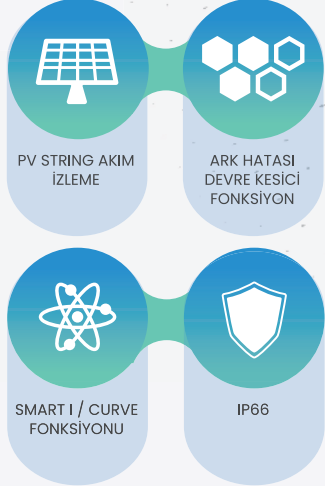 PV STRING AKIM
İZLEME
ARK HATASI
DEVRE KESİCİ
FONKSİYON
SMART I / CURVE
FONKSİYONU
IP66